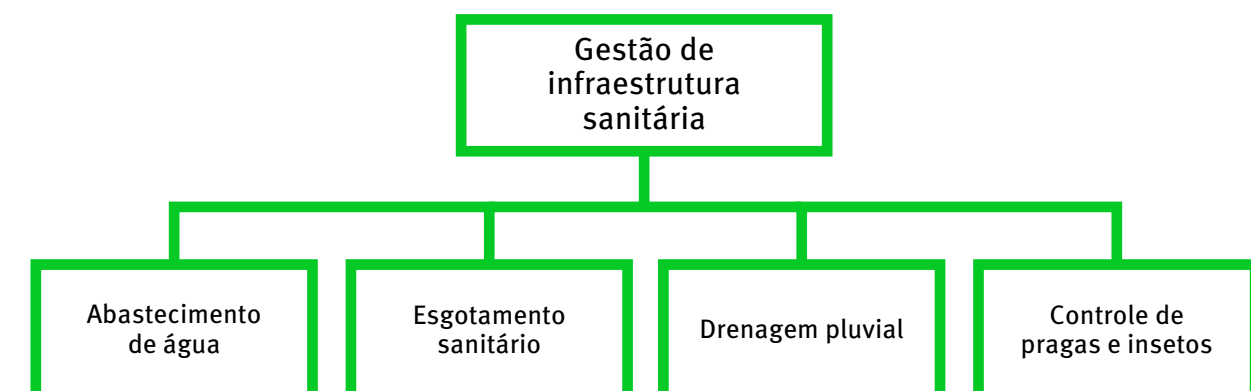 Gestão de
infraestrutura
sanitária
Abastecimento
de água
Esgotamento
sanitário
Drenagem pluvial
Controle de
pragas e insetos